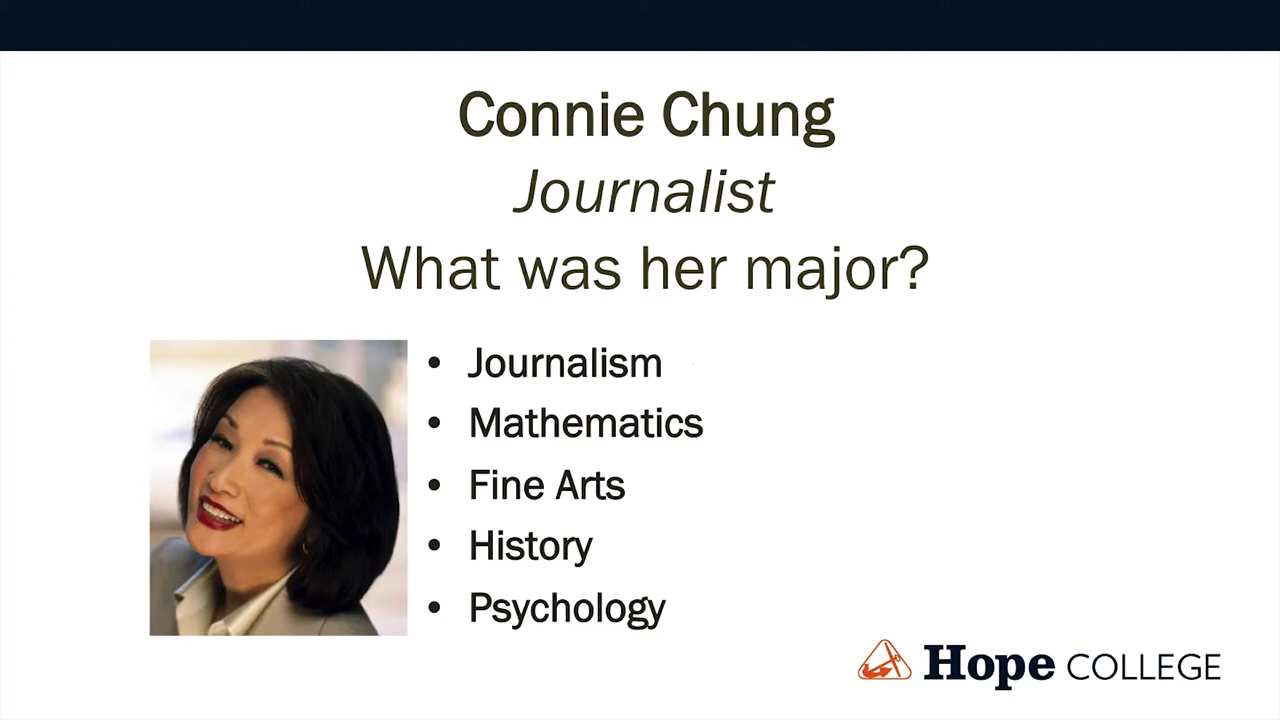 Connie Chung
Journalist
What was her major?
• Journalism
• Mathematics
• Fine Arts
• History
• Psychology
Hope COLLEGE